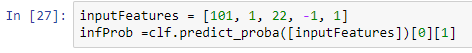 In [27]: inputFeatures = [101, 1, 22, -1, 1]
infProb =clf.predict_proba([inputFeatures])[0][1]